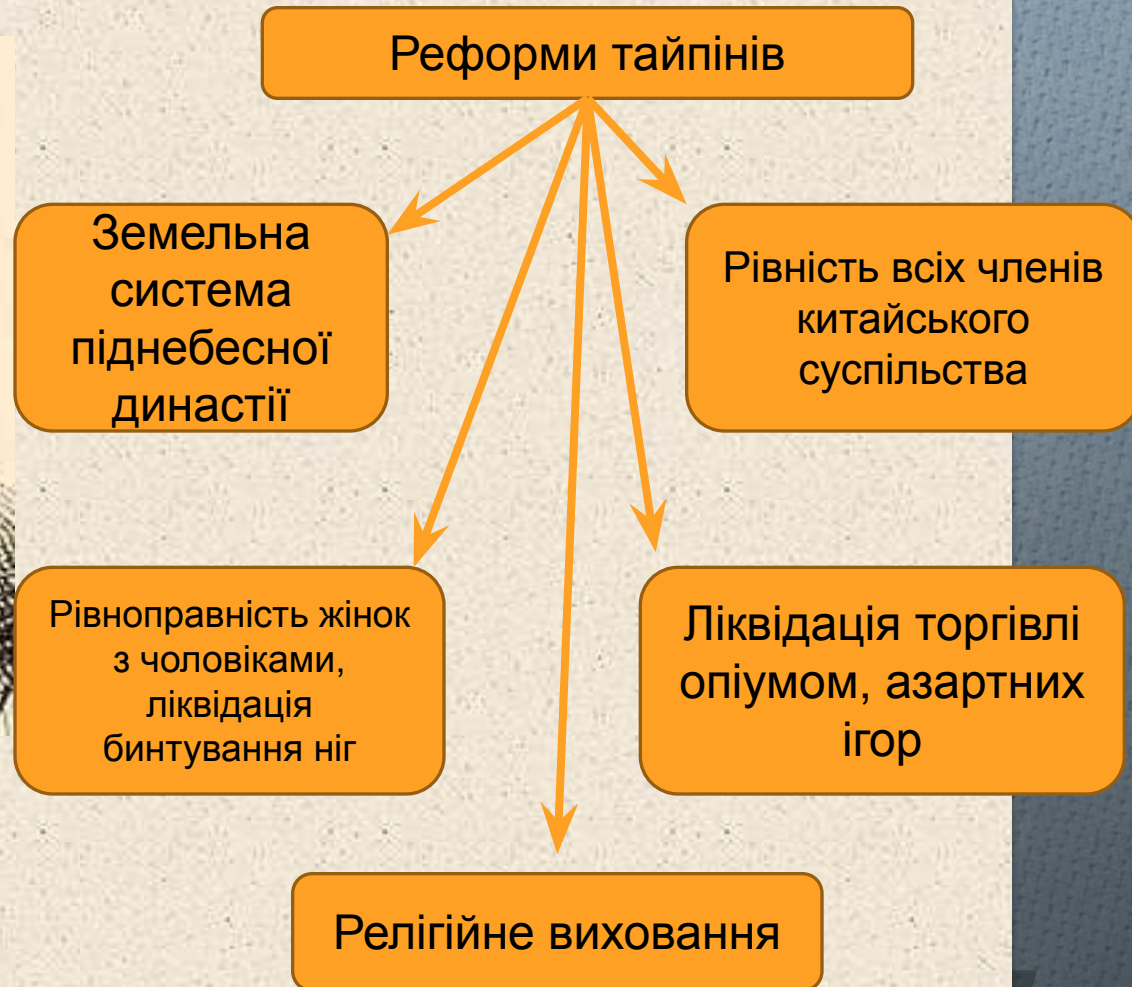 Реформи тайпінів
Земельна
система
піднебесної
династії
Рівність всіх членів
китайського
суспільства
Рівноправність жінок
з чоловіками,
ліквідація
бинтування ніг
Ліквідація торгівлі
опіумом, азартних
ігор
Релігійне виховання